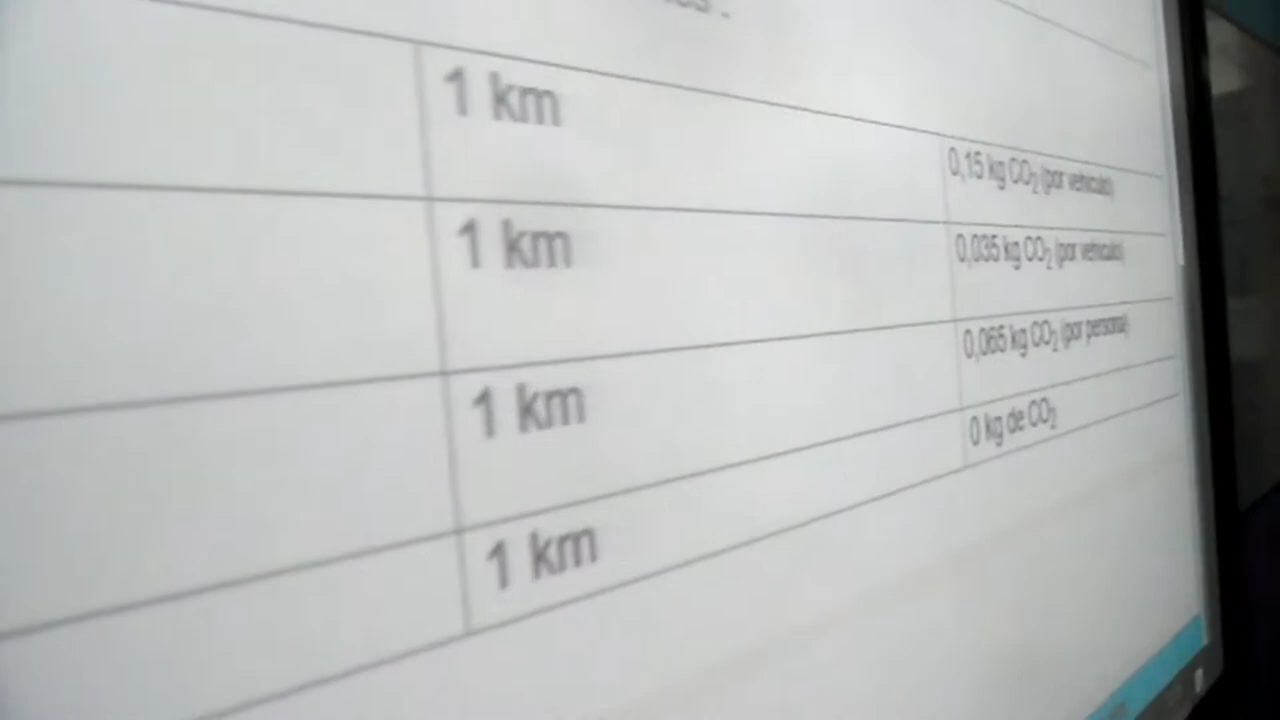 1 km
0,15 kg CO₂ (por vehículo)
1 km
0,035 kg CO₂ (por vehículo)
1 km
0,065 kg CO₂ (por persona)
1 km
0 kg de CO₂